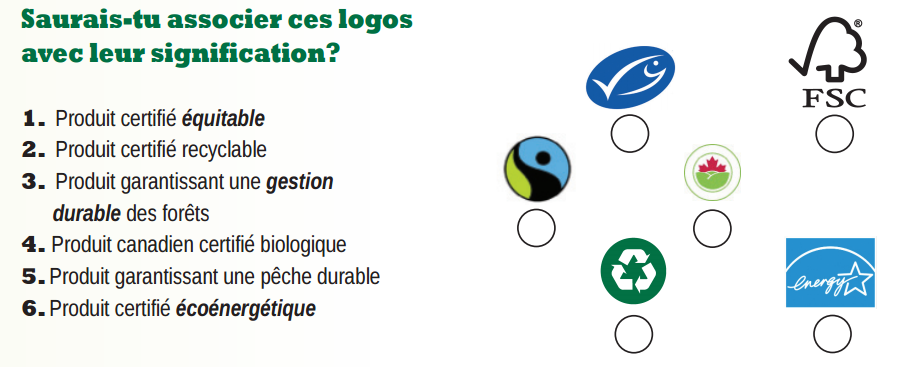 Saurais-tu associer ces logos
avec leur signification?
1. Produit certifié équitable
2. Produit certifié recyclable
3. Produit garantissant une gestion
durable des forêts
4. Produit canadien certifié biologique
5. Produit garantissant une pêche durable
6. Produit certifié écoénergétique
®
FSC
energy